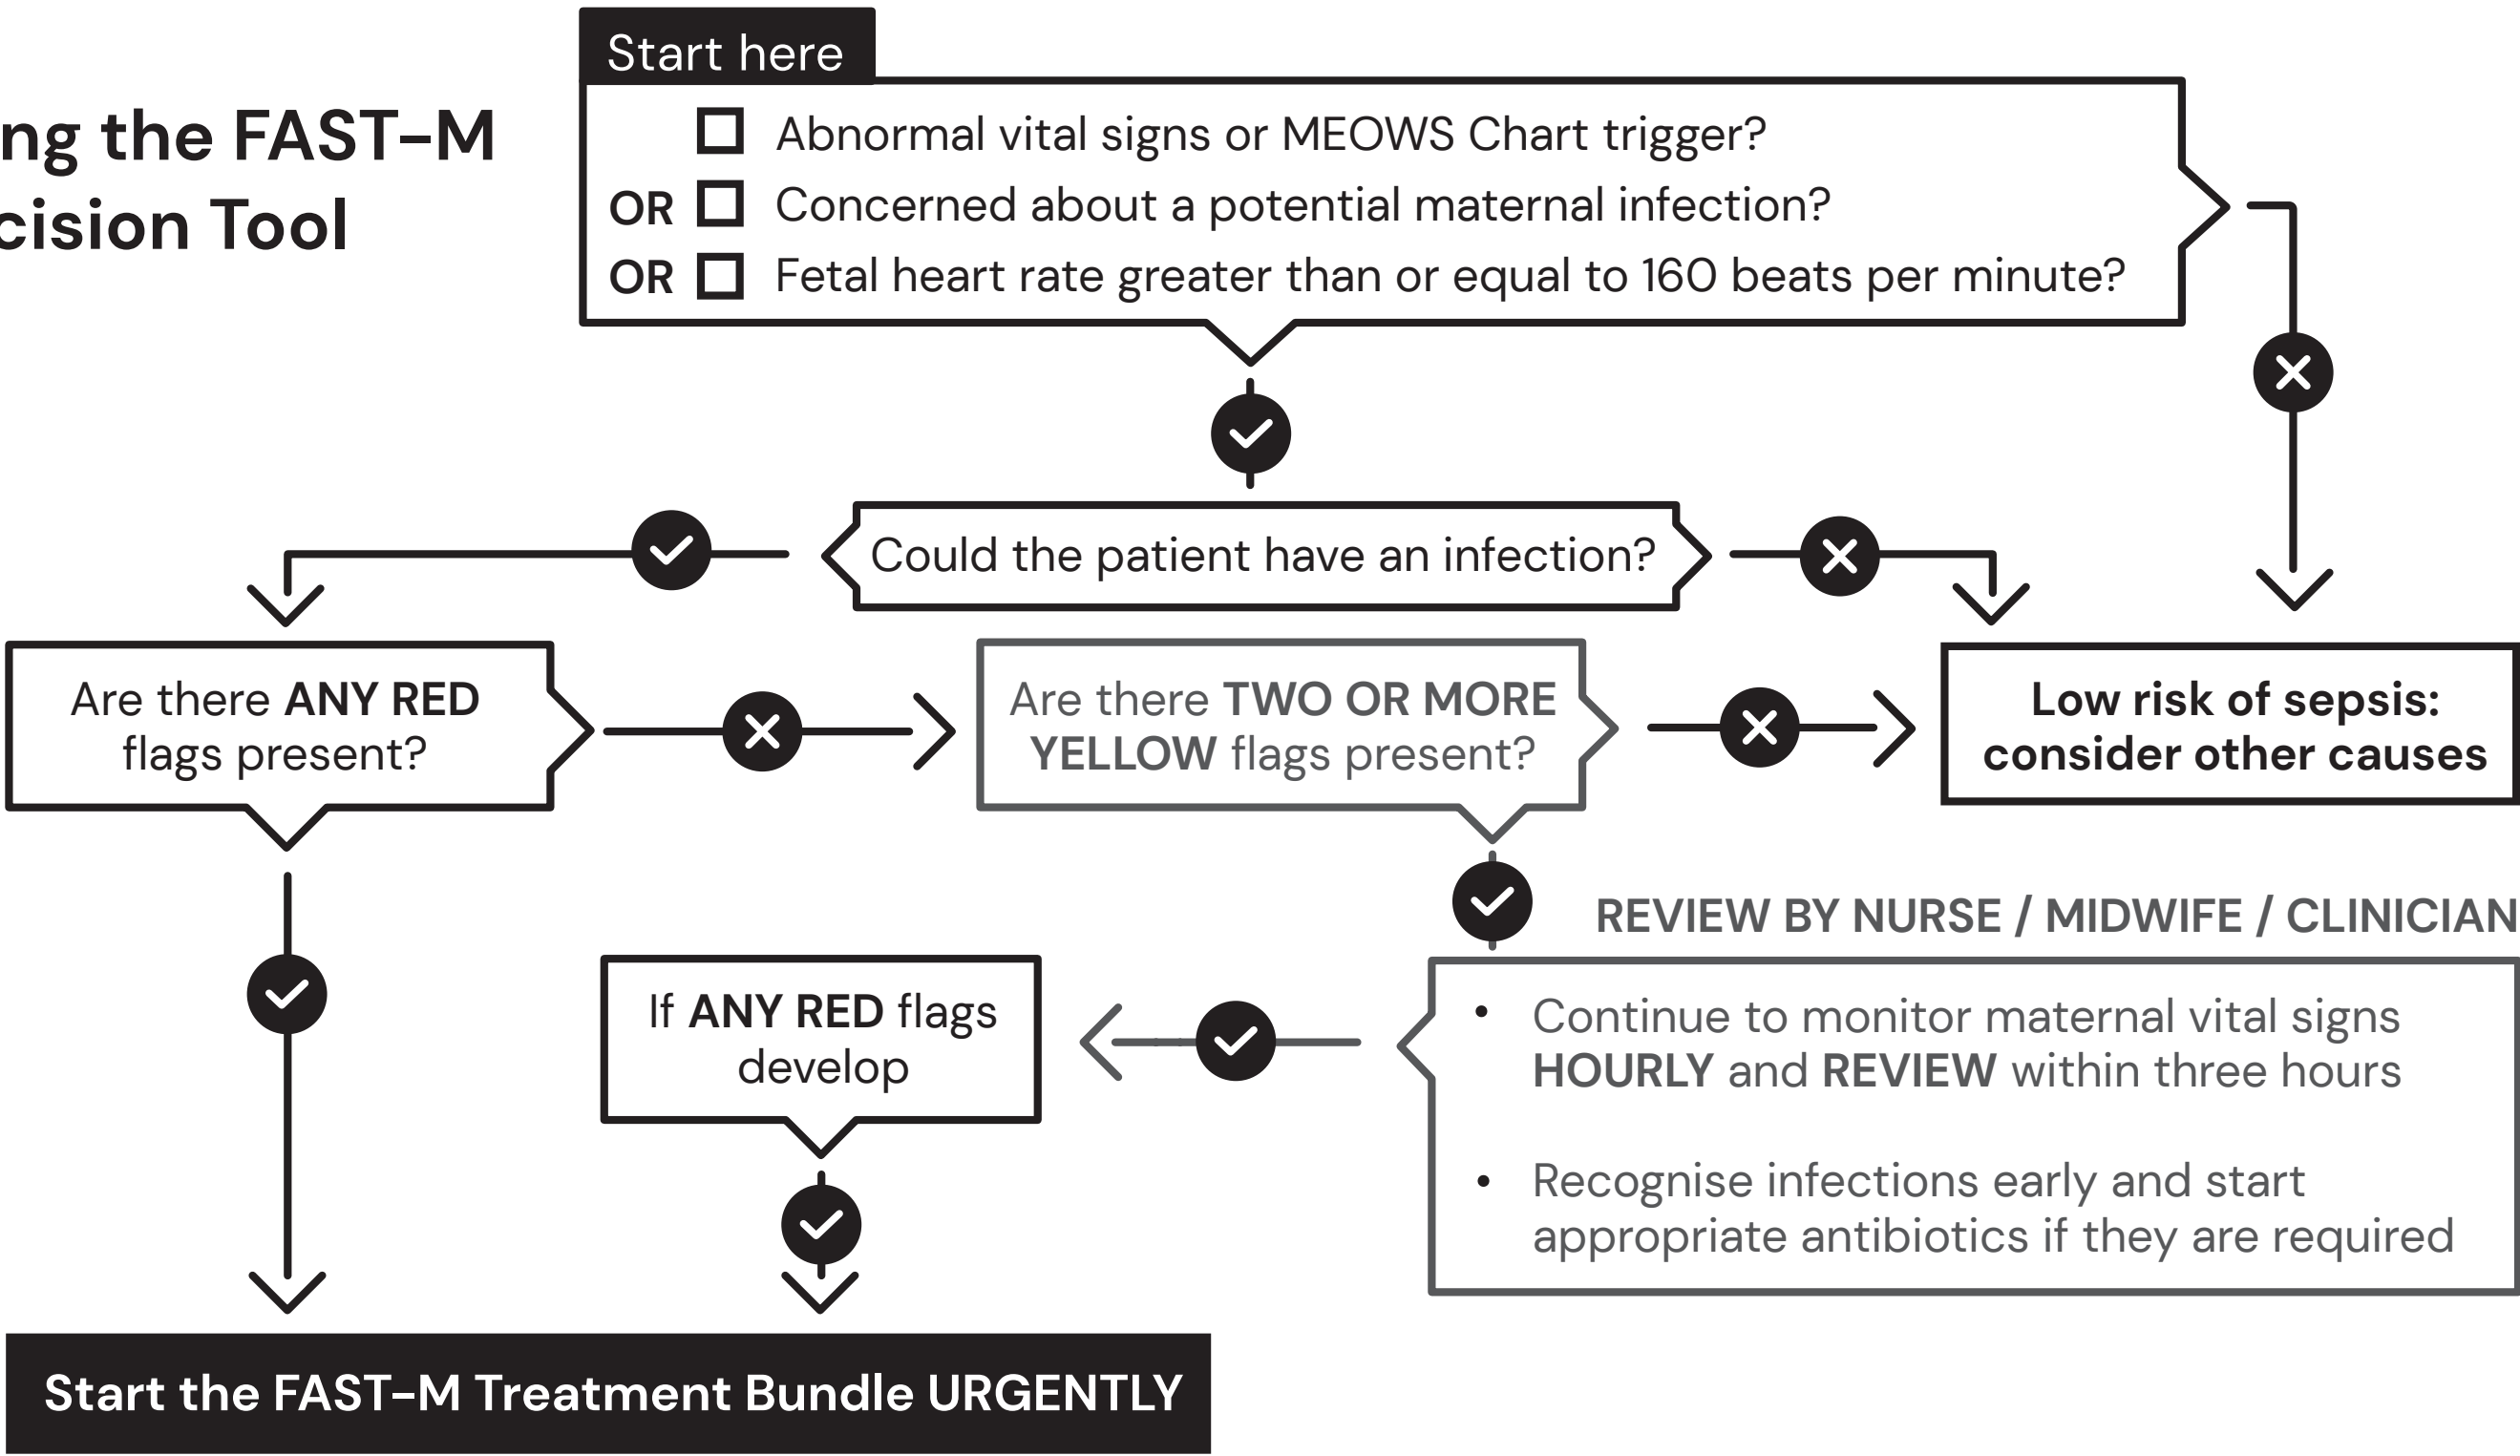 ng the FAST-M
cision Tool
Start here
Abnormal vital signs or MEOWS Chart trigger?
OR Concerned about a potential maternal infection?
OR Fetal heart rate greater than or equal to 160 beats per minute?
Could the patient have an infection?
Are there ANY RED
flags present?
Are there TWO OR MORE
YELLOW flags present?
Low risk of sepsis:
consider other causes
REVIEW BY NURSE / MIDWIFE / CLINICIAN
If ANY RED flags
develop
• Continue to monitor maternal vital signs
HOURLY and REVIEW within three hours
• Recognise infections early and start
appropriate antibiotics if they are required
Start the FAST-M Treatment Bundle URGENTLY